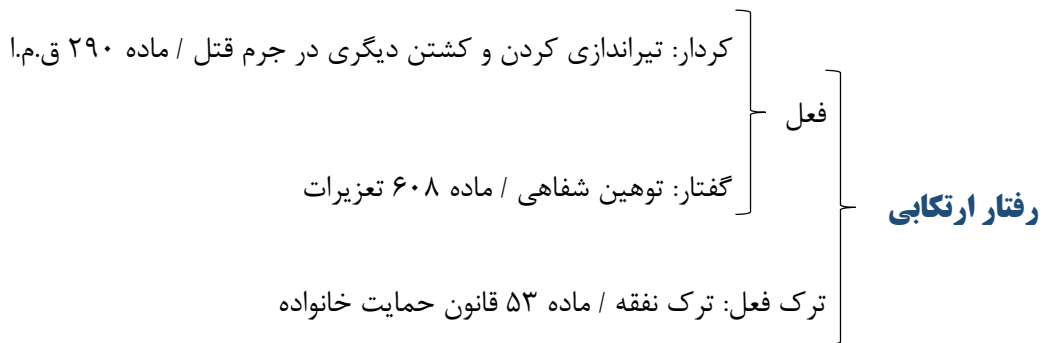 کردار: تیراندازی کردن و کشتن دیگری در جرم قتل / ماده ۲۹۰ ق.م.ا
فعل
گفتار: توهین شفاهی / ماده ۶۰۸ تعزیرات
رفتار ارتکابی
ترک فعل: ترک نفقه / ماده ۵۳ قانون حمایت خانواده